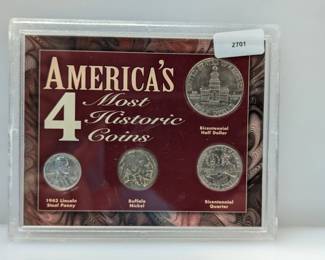 2701
AMERICA'S
4 Most
Historic
Coins
Bicentennial
Half Dollar
1943 Lincoln
Steel Penny
Buffalo
Nickel
Bicentennial
Quarter